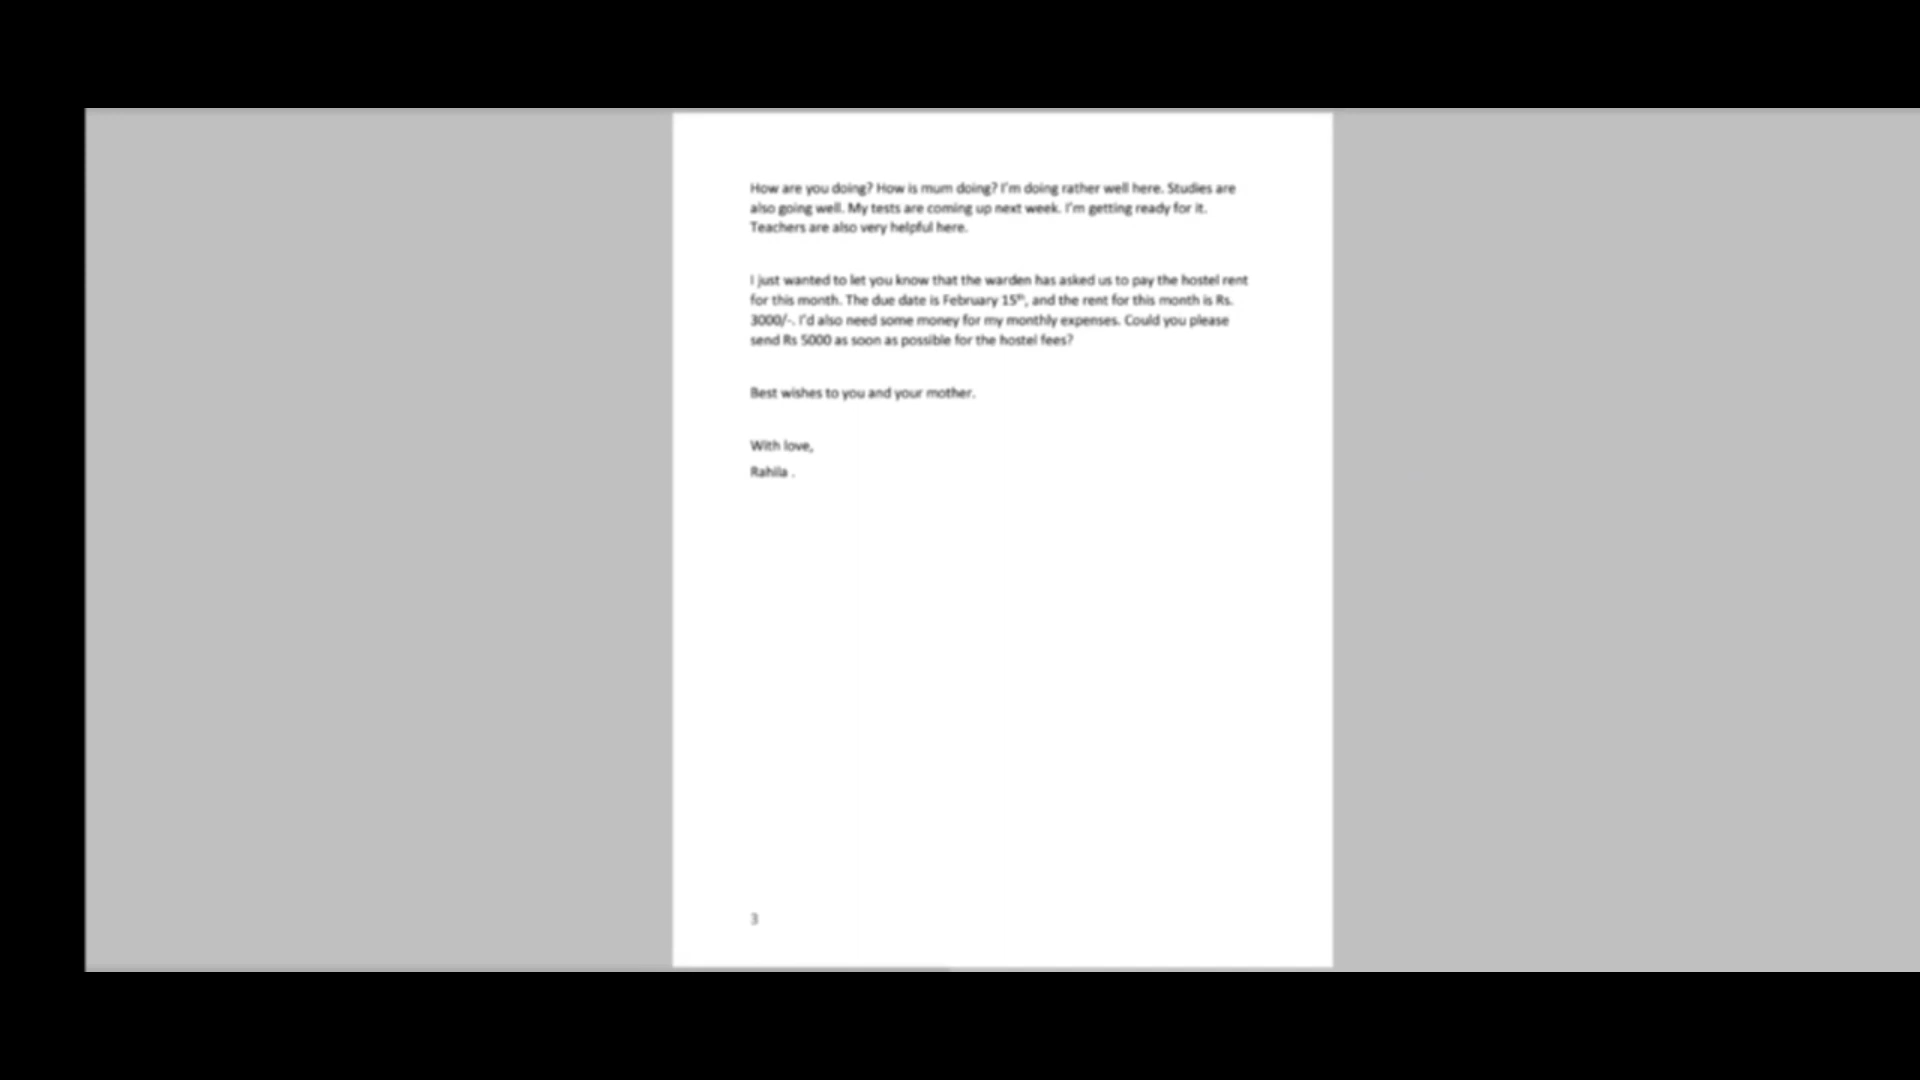 How are you doing? How is mum doing? I'm doing rather well here. Studies are
also going well. My tests are coming up next week. I'm getting ready for it.
Teachers are also very helpful here.
I just wanted to let you know that the warden has asked us to pay the hostel rent
for this month. The due date is February 15th, and the rent for this month is Rs.
3000/-. I'd also need some money for my monthly expenses. Could you please
send Rs 5000 as soon as possible for the hostel fees?
Best wishes to you and your mother.
With love,
Rahila .
3